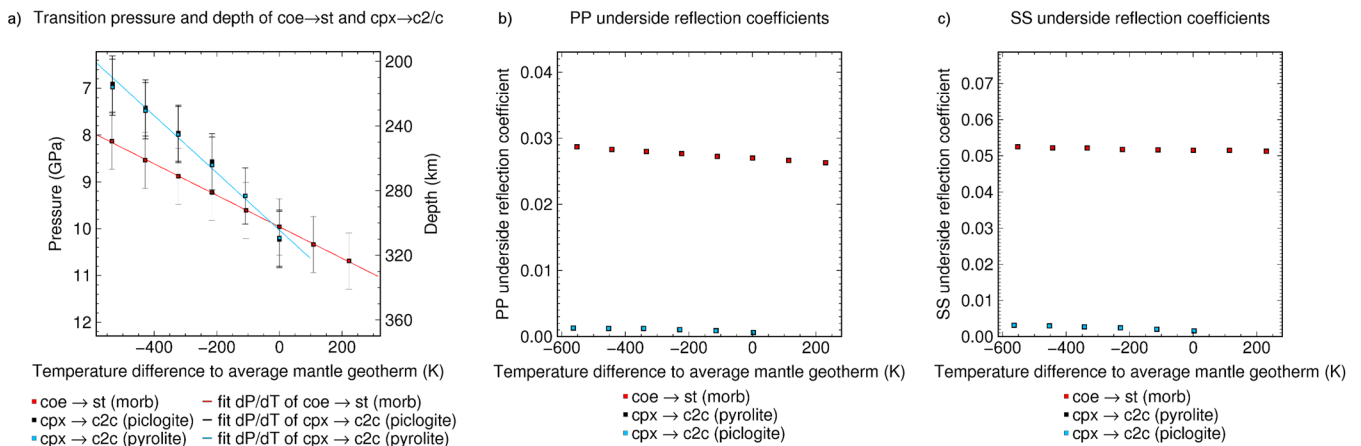 a) Transition pressure and depth of coe→st and cpx→c2/c
7
8
9
10
11
12
Pressure (GPa)
200
220
240
260
280
300
320
340
360
Depth (km)
−400 −200 0 200
Temperature difference to average mantle geotherm (K)
coe → st (morb)
cpx → c2c (piclogite)
cpx → c2c (pyrolite)
fit dP/dT of coe → st (morb)
fit dP/dT of cpx → c2c (piclogite)
fit dP/dT of cpx → c2c (pyrolite)
b) PP underside reflection coefficients
0.04
0.03
0.02
0.01
0.00
PP underside reflection coefficient
−600 −400 −200 0 200
Temperature difference to average mantle geotherm (K)
coe → st (morb)
cpx → c2c (pyrolite)
cpx → c2c (piclogite)
c) SS underside reflection coefficients
0.07
0.06
0.05
0.04
0.03
0.02
0.01
0.00
SS underside reflection coefficient
−600 −400 −200 0 200
Temperature difference to average mantle geotherm (K)
coe → st (morb)
cpx → c2c (pyrolite)
cpx → c2c (piclogite)